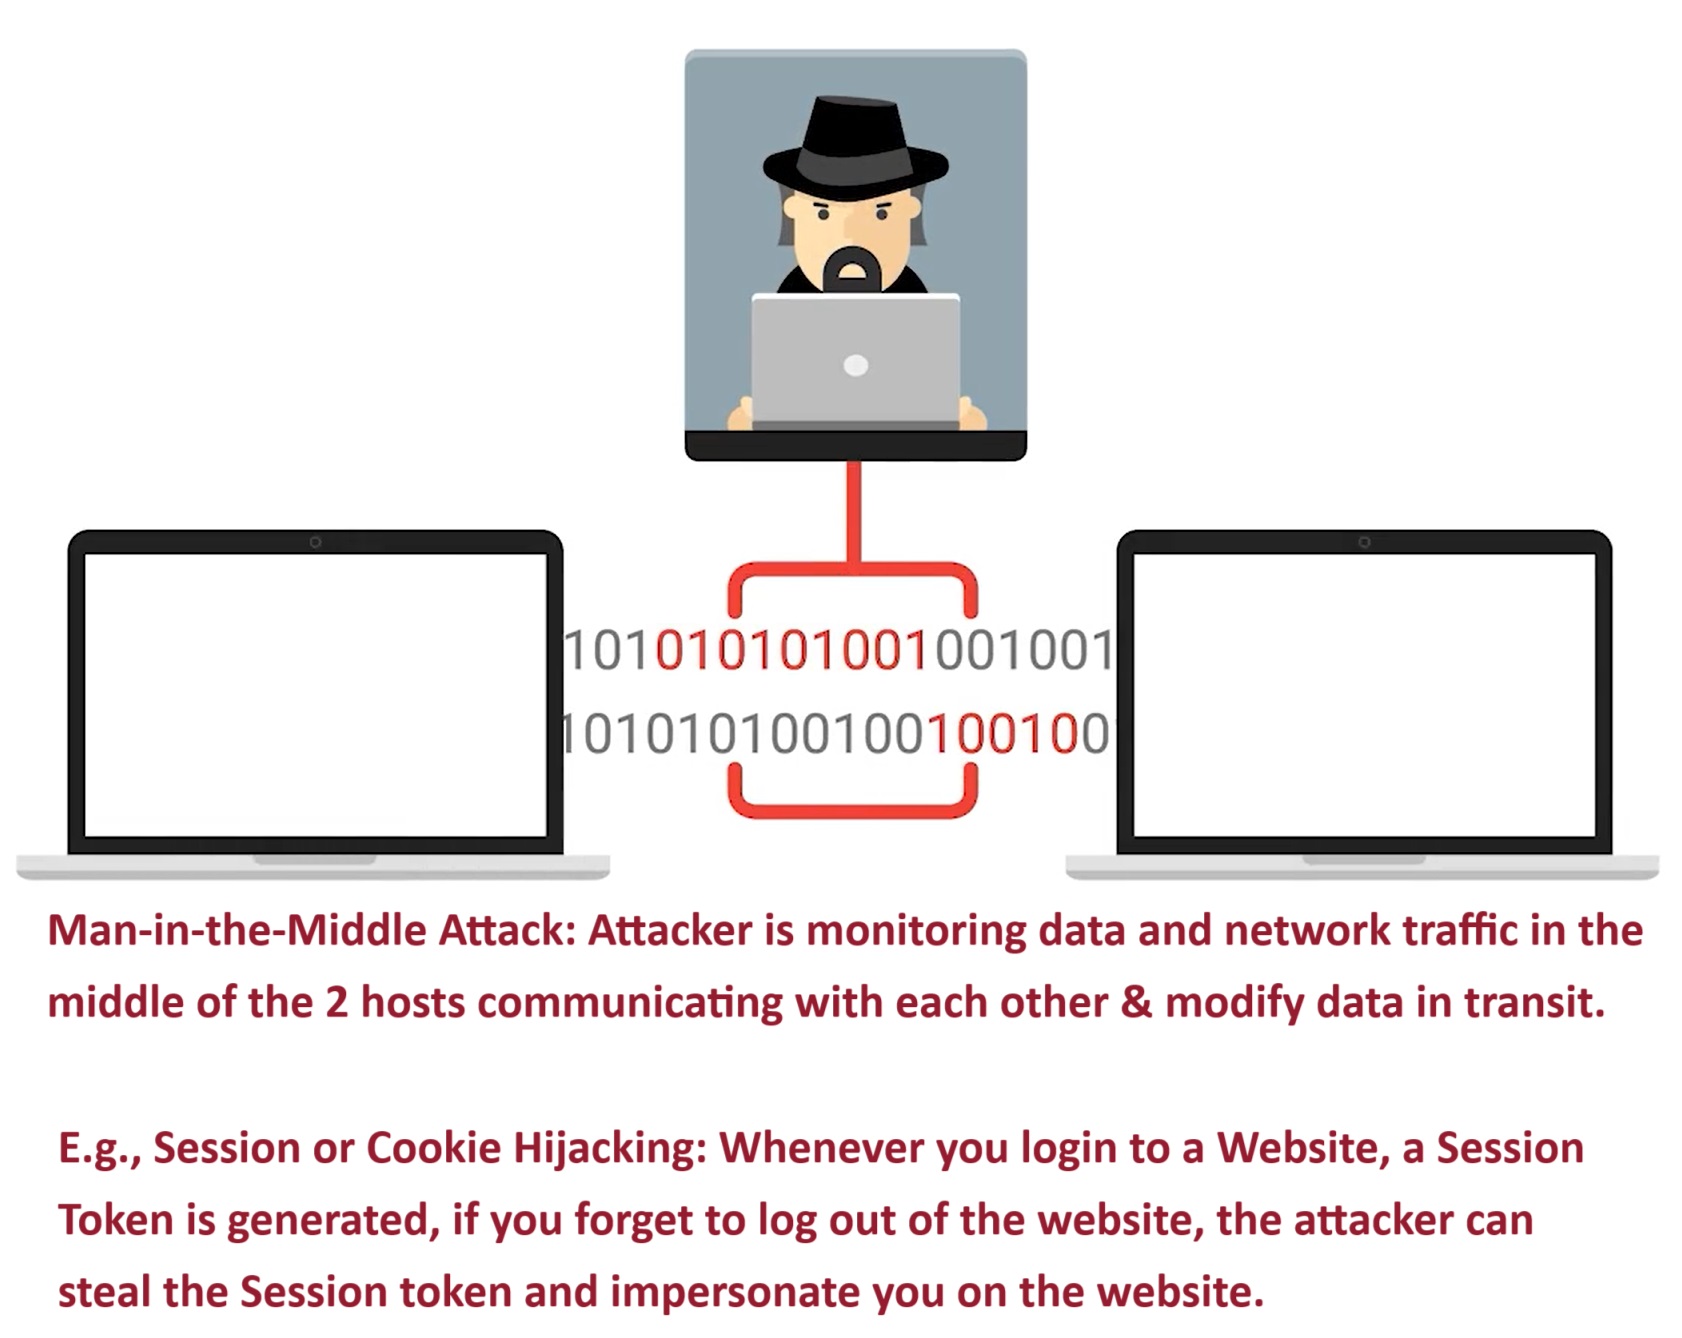 101010101001001001
101010100100100100
Man-in-the-Middle Attack: Attacker is monitoring data and network traffic in the
middle of the 2 hosts communicating with each other & modify data in transit.
E.g., Session or Cookie Hijacking: Whenever you login to a Website, a Session
Token is generated, if you forget to log out of the website, the attacker can
steal the Session token and impersonate you on the website.